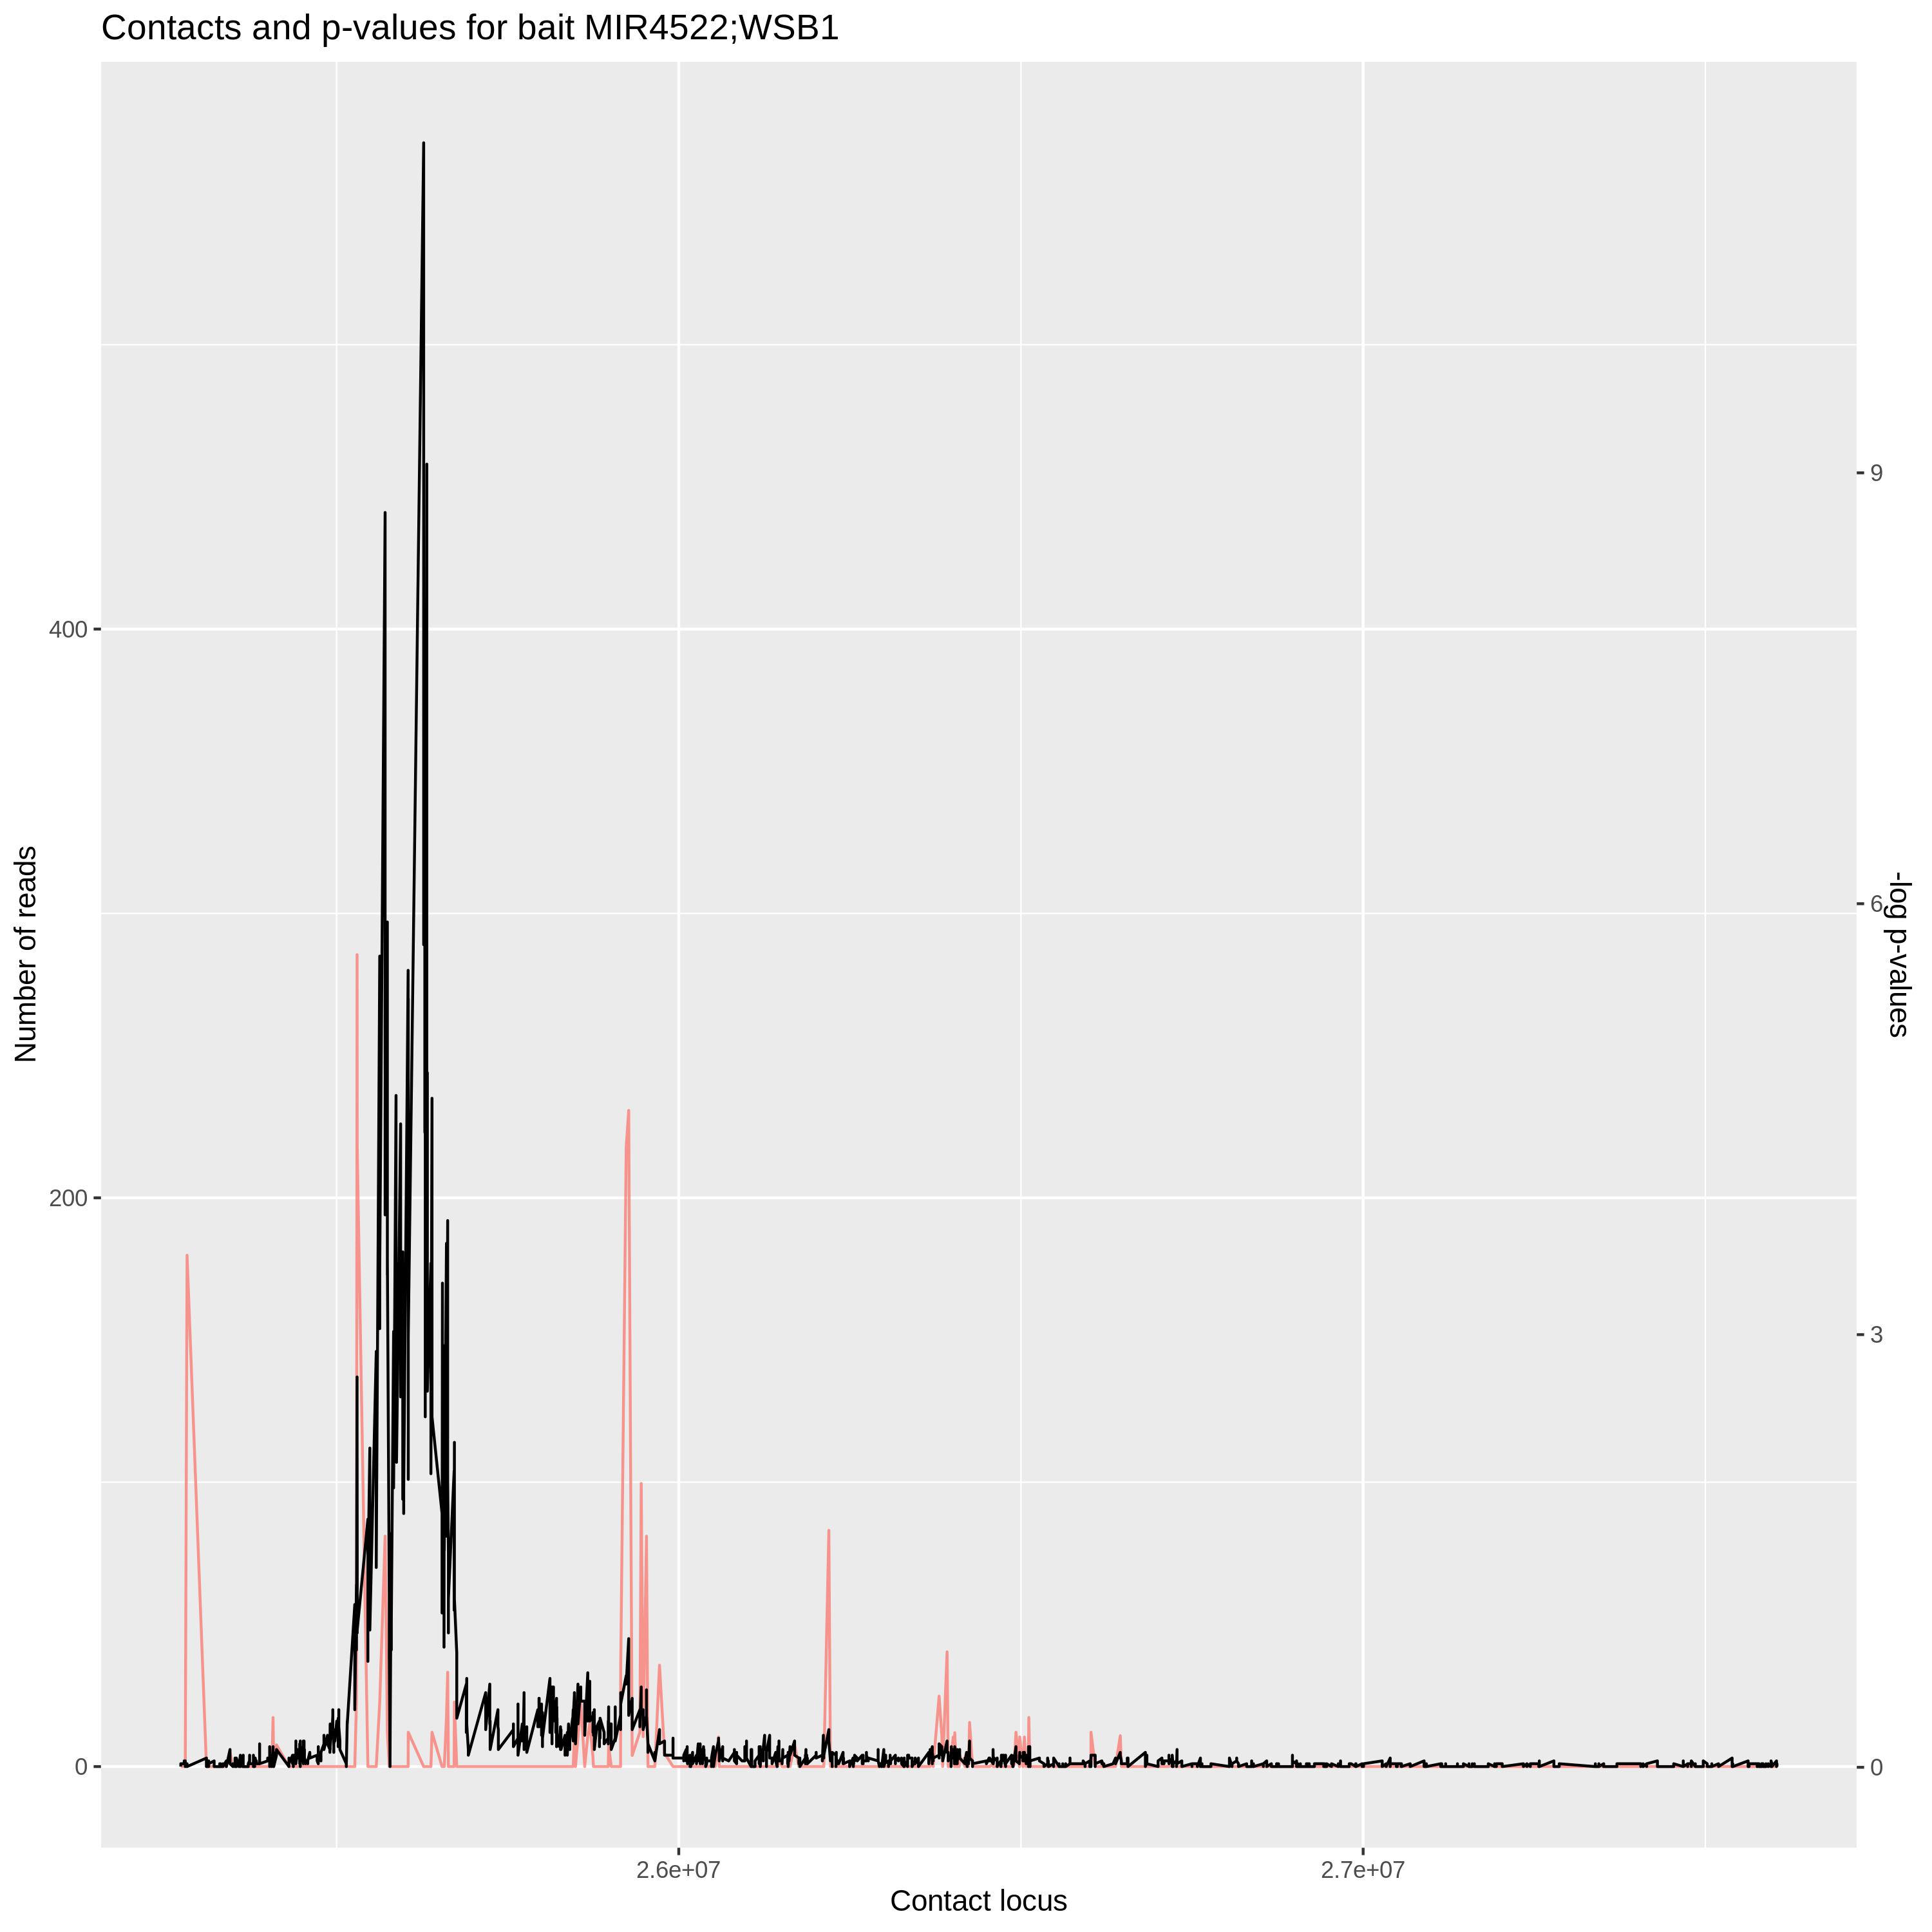 Contacts and p-values for bait MIR4522;WSB1
Number of reads
400
200
0
9
6
3
0
-log p-values
2.6e+07
2.7e+07
Contact locus